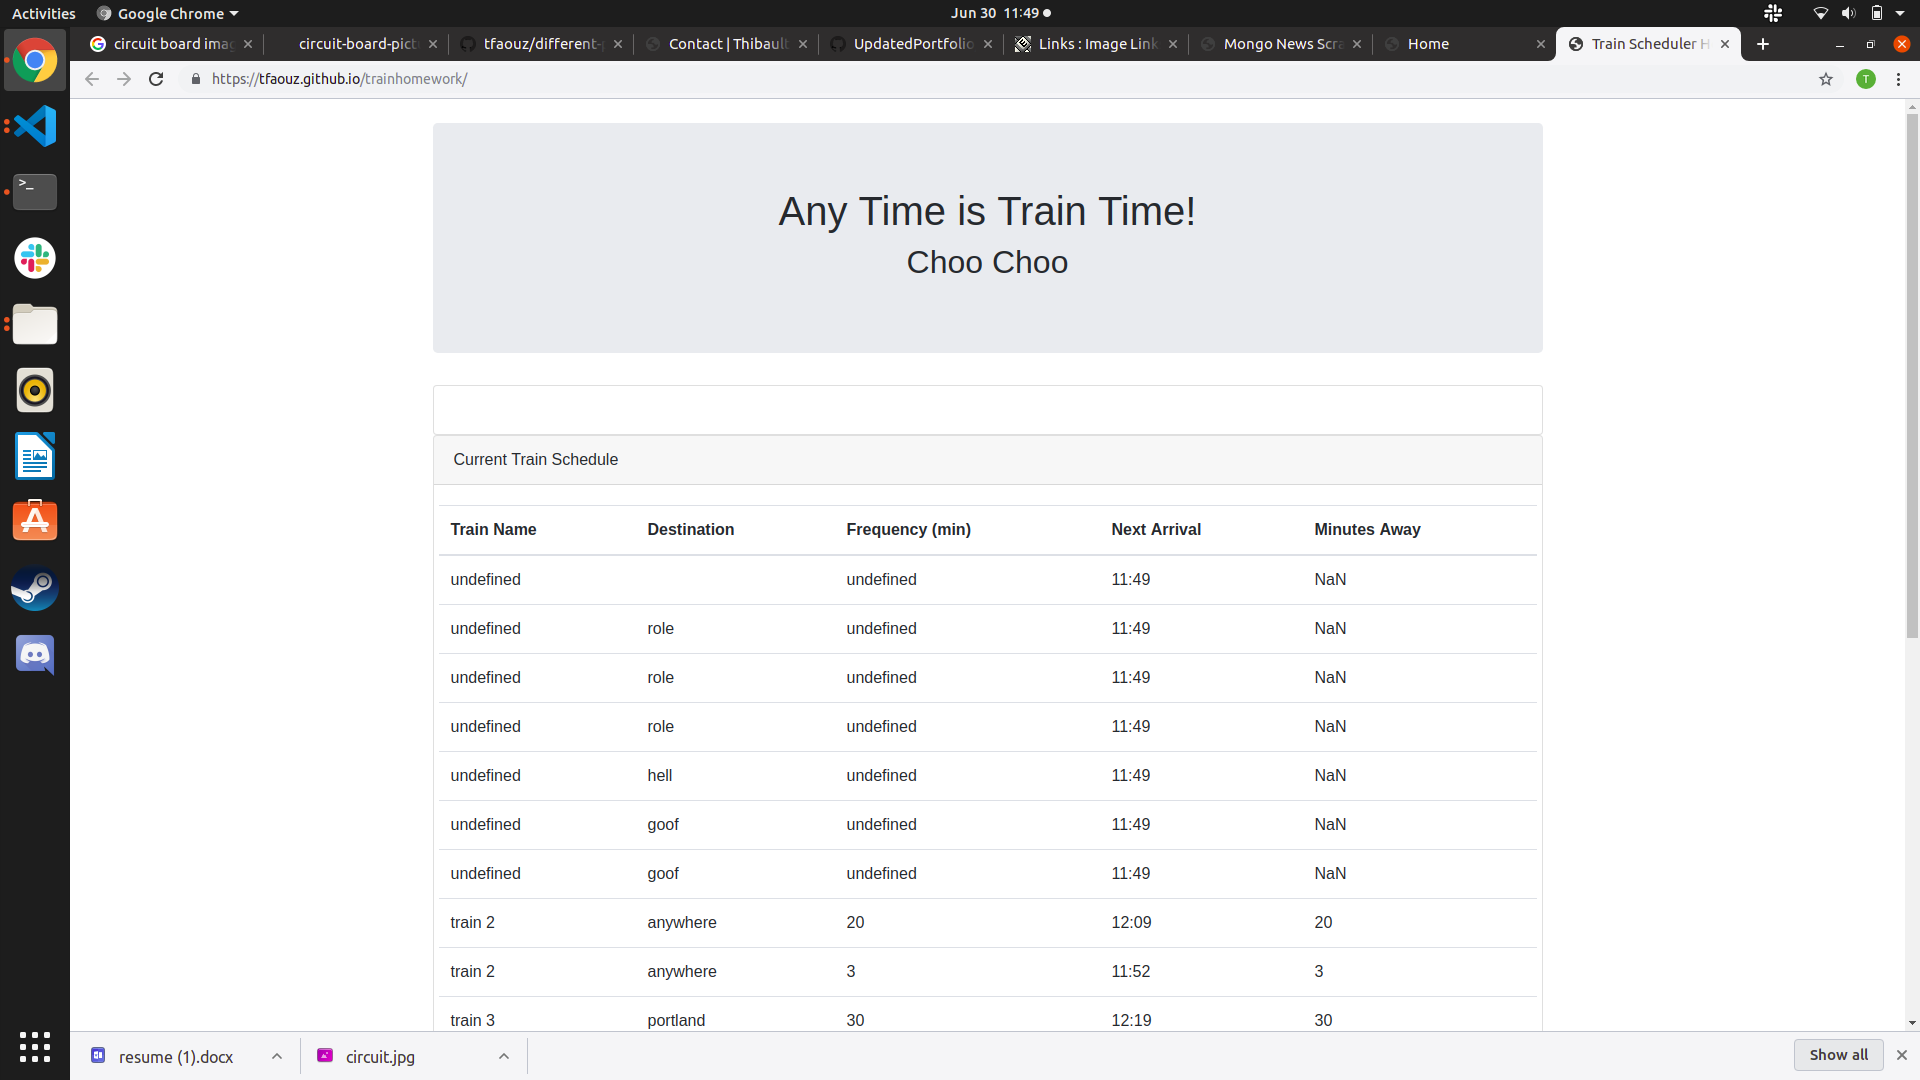 Activities Google Chrome Jun 30 11:49
circuit board imag circuit-board-pict tfaouz/different- Contact | Thibault UpdatedPortfolio Links : Image Link Mongo News Scra Home Train Scheduler H
https://tfaouz.github.io/trainhomework/ T
Any Time is Train Time!
Choo Choo
Current Train Schedule
Train Name Destination Frequency (min) Next Arrival Minutes Away
undefined undefined 11:49 NaN
undefined role undefined 11:49 NaN
undefined role undefined 11:49 NaN
undefined role undefined 11:49 NaN
undefined hell undefined 11:49 NaN
undefined goof undefined 11:49 NaN
undefined goof undefined 11:49 NaN
train 2 anywhere 20 12:09 20
train 2 anywhere 3 11:52 3
train 3 portland 30 12:19 30
resume (1).docx circuit.jpg Show all